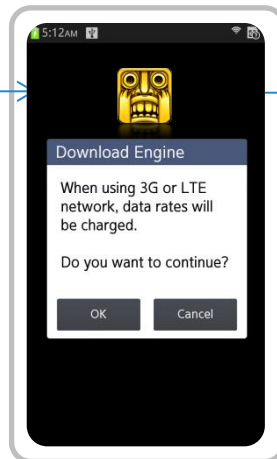 5:12AM
Download Engine
When using 3G or LTE
network, data rates will
be charged.
Do you want to continue?
OK Cancel